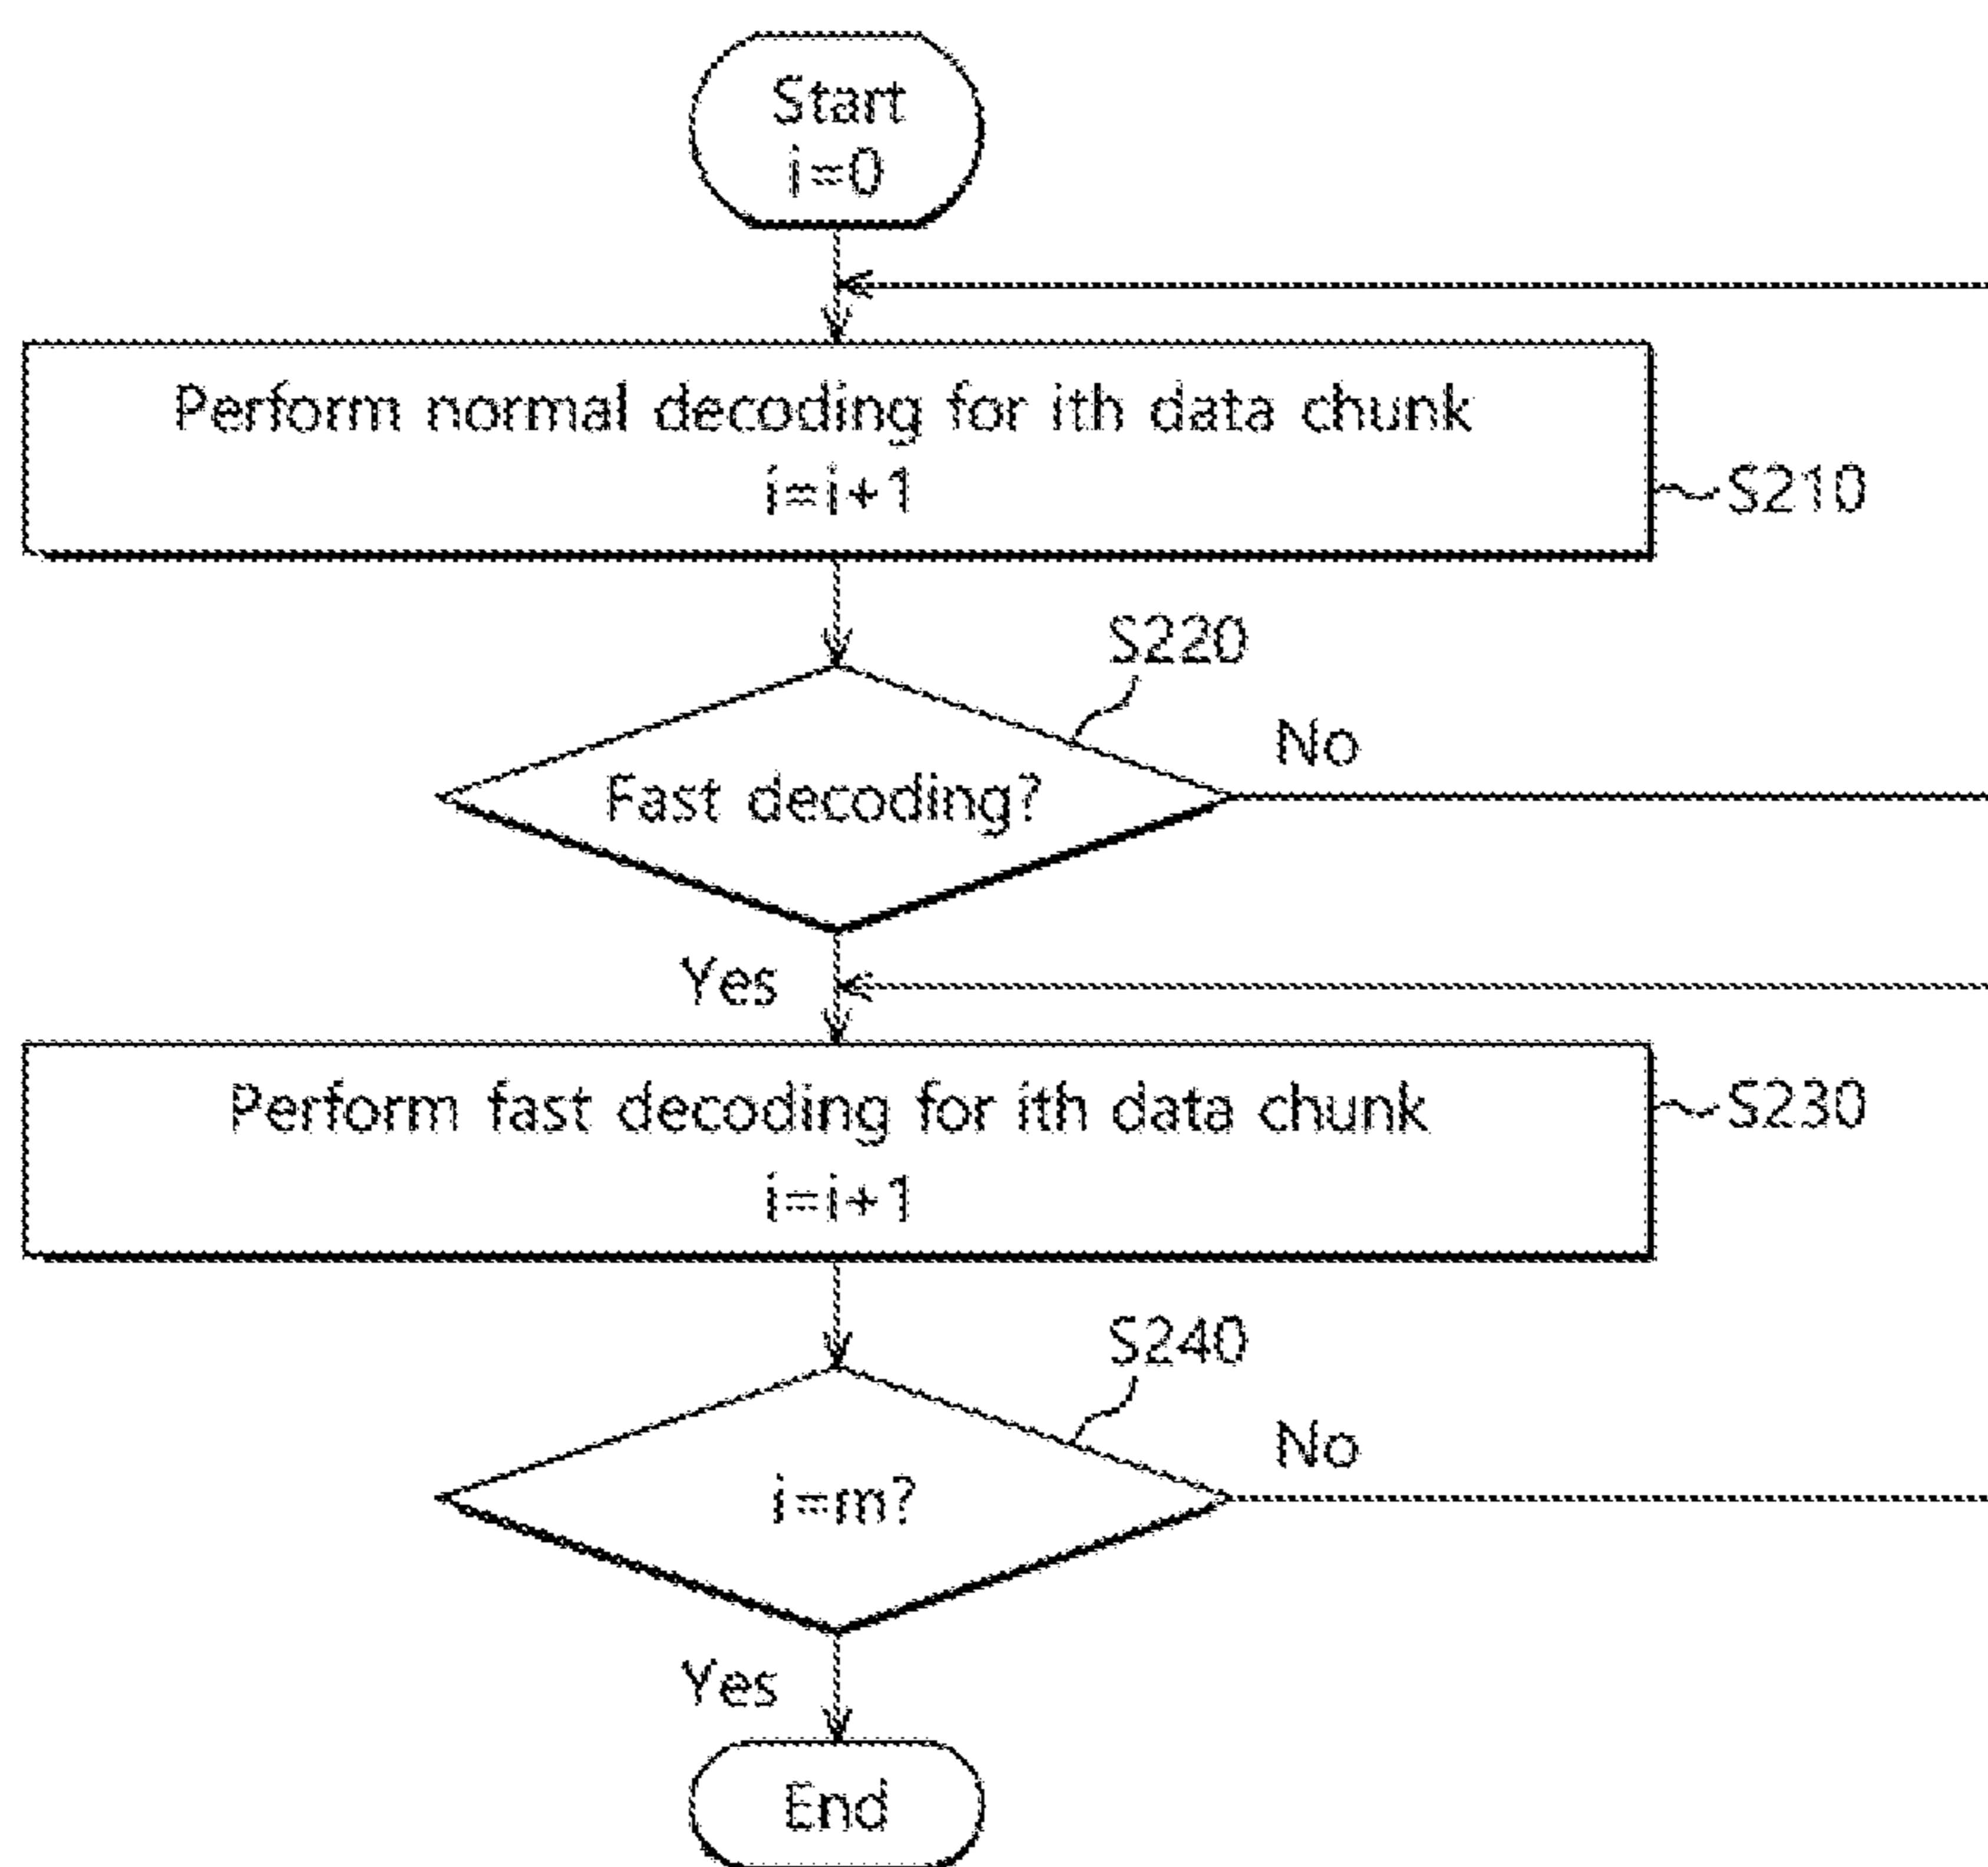 Start
i=0
Perform normal decoding for ith data chunk
i=i+1
S210
S220
Fast decoding?
No
Yes
Perform fast decoding for ith data chunk
i=i+1
S230
S240
i=m?
No
Yes
End